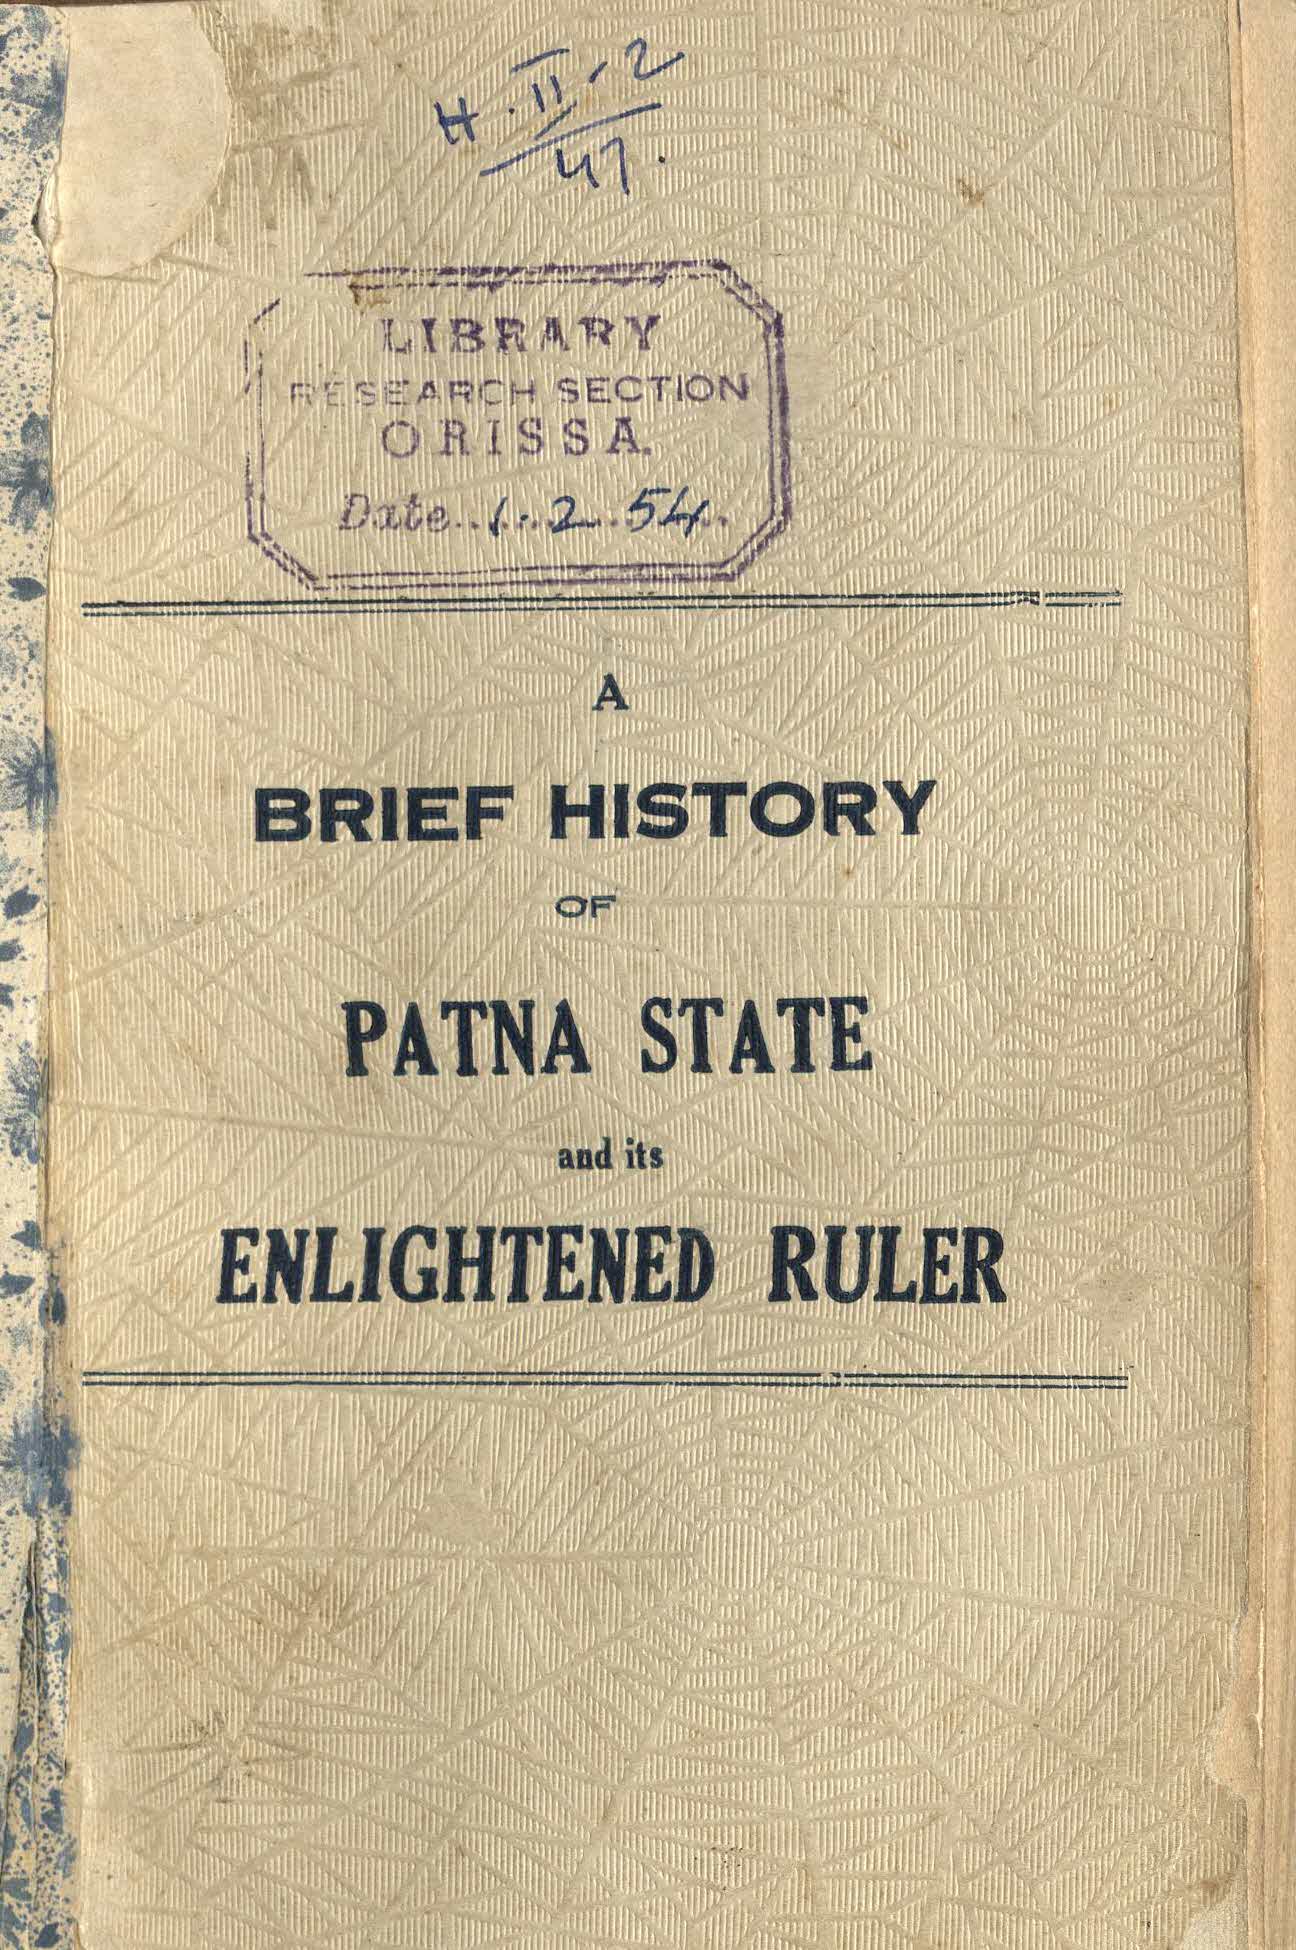 H. II-2
47.
LIBRARY
RESEARCH SECTION
ORISSA.
Date..1..2..54..
A
BRIEF HISTORY
OF
PATNA STATE
and its
ENLIGHTENED RULER